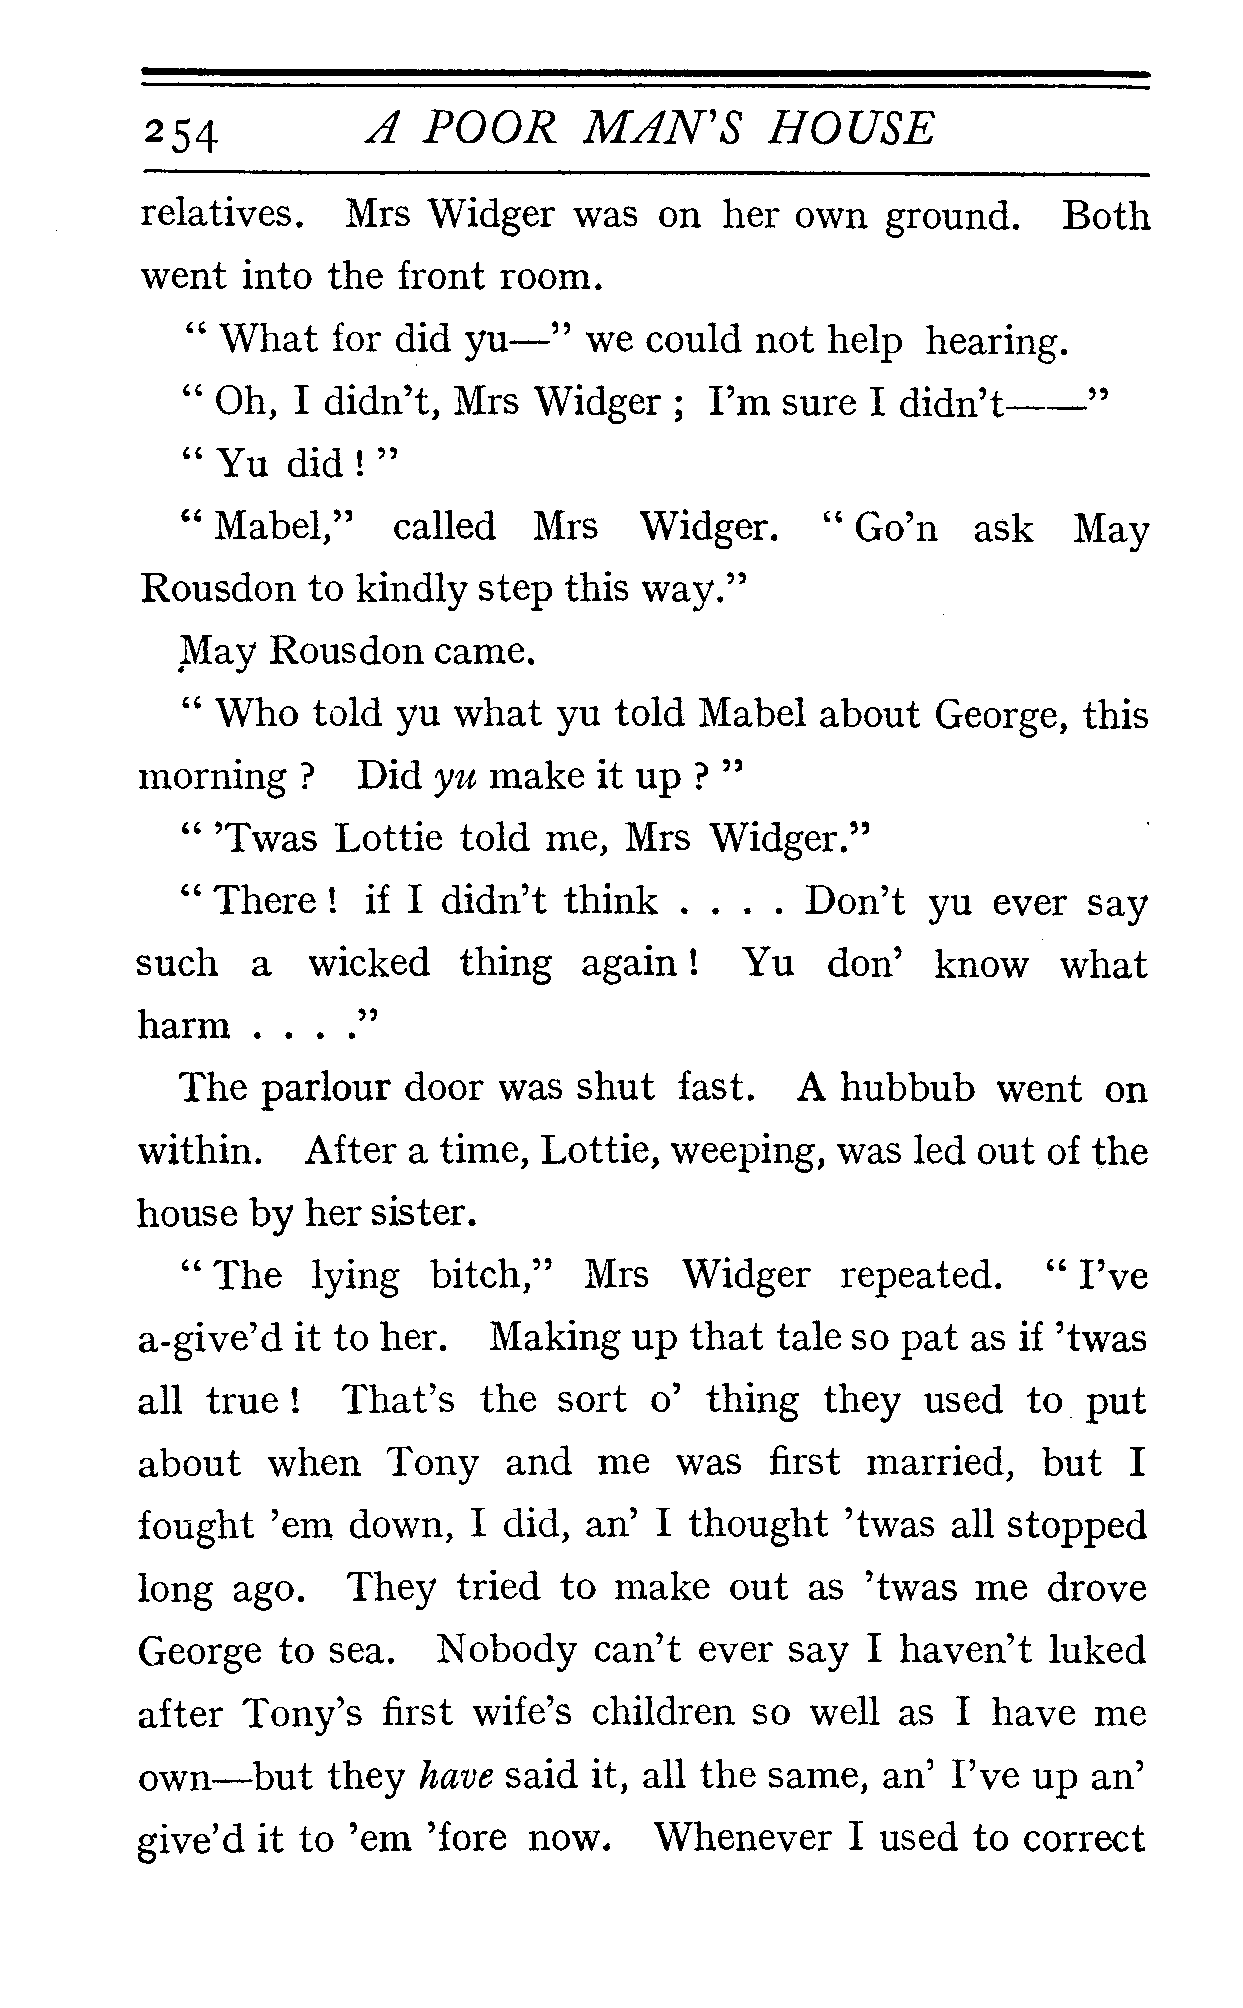 254 A POOR MAN'S HOUSE
relatives. Mrs Widger was on her own ground. Both
went into the front room.
“ What for did yu—” we could not help hearing.
“ Oh, I didn’t, Mrs Widger ; I’m sure I didn’t——”
“ Yu did ! ”
“ Mabel,” called Mrs Widger. “ Go’n ask May
Rousdon to kindly step this way.”
May Rousdon came.
“ Who told yu what yu told Mabel about George, this
morning ? Did yu make it up ? ”
“ ’Twas Lottie told me, Mrs Widger.”
“ There ! if I didn’t think . . . . Don’t yu ever say
such a wicked thing again ! Yu don’ know what
harm . . . .”
The parlour door was shut fast. A hubbub went on
within. After a time, Lottie, weeping, was led out of the
house by her sister.
“ The lying bitch,” Mrs Widger repeated. “ I’ve
a-give’d it to her. Making up that tale so pat as if ’twas
all true ! That’s the sort o’ thing they used to put
about when Tony and me was first married, but I
fought ’em down, I did, an’ I thought ’twas all stopped
long ago. They tried to make out as ’twas me drove
George to sea. Nobody can’t ever say I haven’t luked
after Tony’s first wife’s children so well as I have me
own—but they have said it, all the same, an’ I’ve up an’
give’d it to ’em ’fore now. Whenever I used to correct